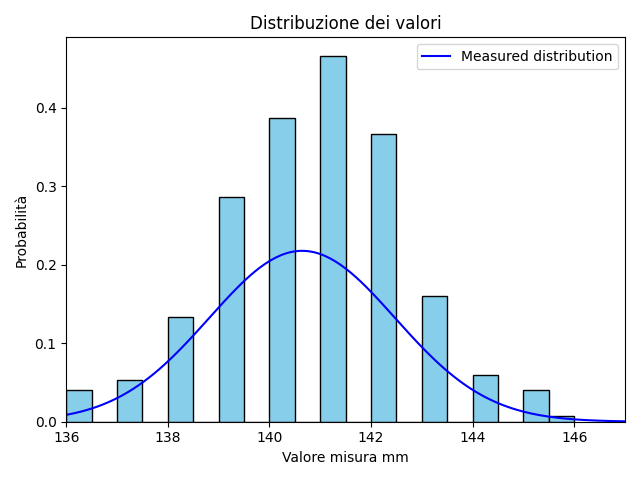 Distribuzione dei valori
Measured distribution
Probabilità
0.4
0.3
0.2
0.1
0.0
136 138 140 142 144 146
Valore misura mm